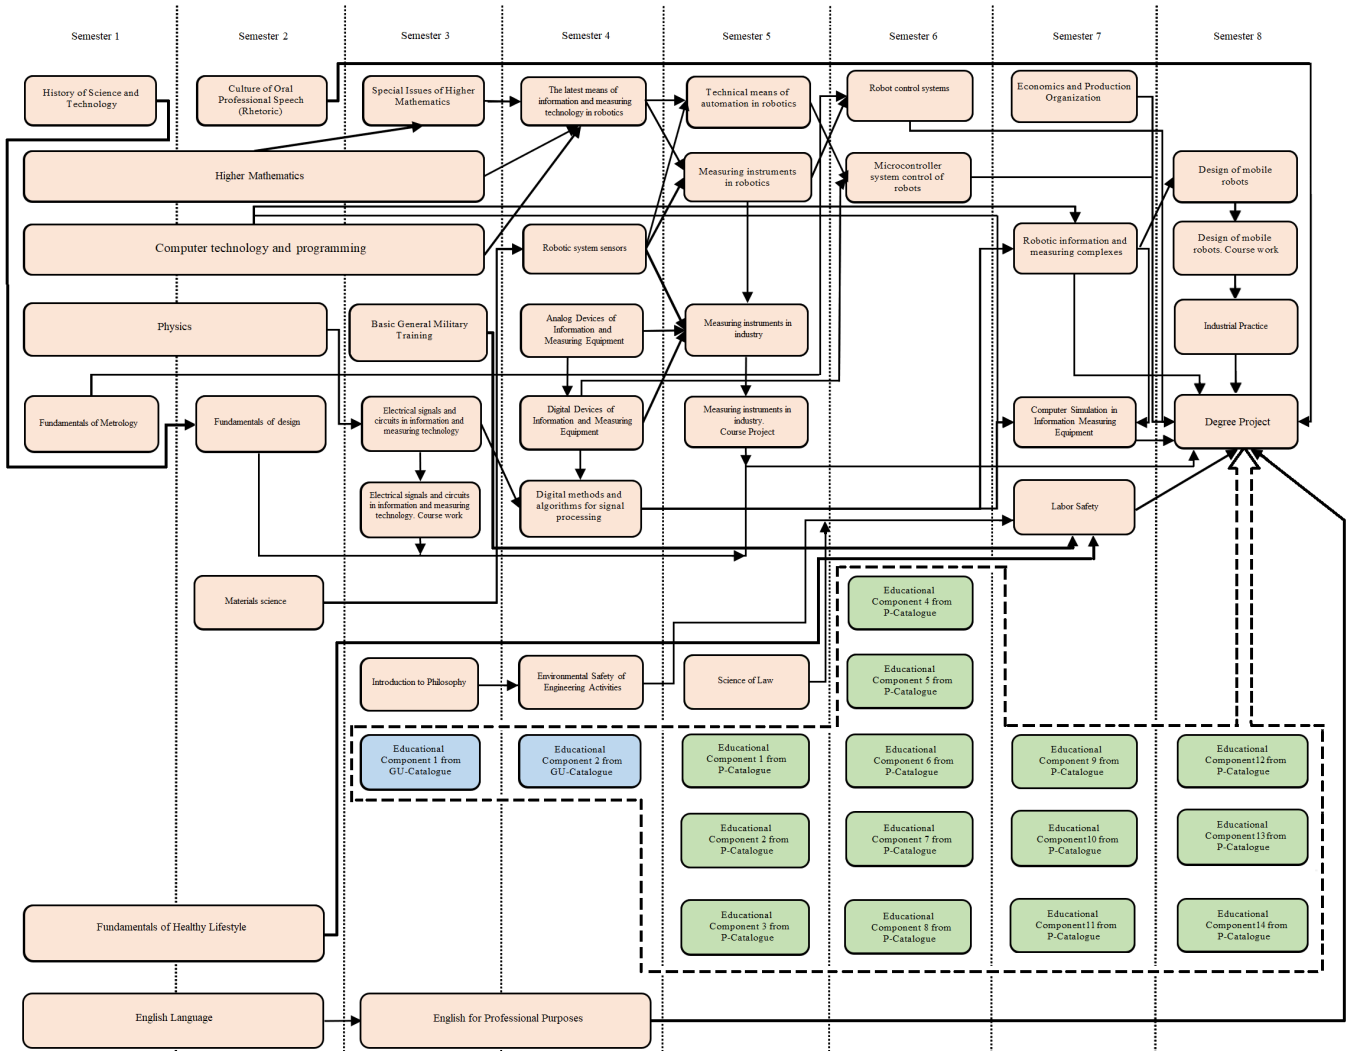 Semester 1
Semester 2
Semester 3
Semester 4
Semester 5
Semester 6
Semester 7
Semester 8
History of Science and
Technology
Culture of Oral
Professional Speech
(Rhetoric)
Special Issues of Higher
Mathematics
The latest means of
information and measuring
technology in robotics
Technical means of
automation in robotics
Robot control systems
Economics and Production
Organization
Higher Mathematics
Measuring instruments
in robotics
Microcontroller
system control of
robots
Design of mobile
robots
Computer technology and programming
Robotic system sensors
Robotic information and
measuring complexes
Design of mobile
robots. Course work
Physics
Basic General Military
Training
Analog Devices of
Information and
Measuring Equipment
Measuring instruments in
industry
Industrial Practice
Fundamentals of Metrology
Fundamentals of design
Electrical signals and
circuits in information and
measuring technology
Digital Devices of
Information and Measuring
Equipment
Measuring instruments in
industry.
Course Project
Computer Simulation in
Information Measuring
Equipment
Degree Project
Electrical signals and circuits
in information and measuring
technology. Course work
Digital methods and
algorithms for signal
processing
Labor Safety
Materials science
Educational
Component 4 from
P-Catalogue
Introduction to Philosophy
Environmental Safety of
Engineering Activities
Science of Law
Educational
Component 5 from
P-Catalogue
Educational
Component 1 from
GU-Catalogue
Educational
Component 2 from
GU-Catalogue
Educational
Component 1 from
P-Catalogue
Educational
Component 6 from
P-Catalogue
Educational
Component 9 from
P-Catalogue
Educational
Component12 from
P-Catalogue
Educational
Component 2 from
P-Catalogue
Educational
Component 7 from
P-Catalogue
Educational
Component10 from
P-Catalogue
Educational
Component13 from
P-Catalogue
Fundamentals of Healthy Lifestyle
Educational
Component 3 from
P-Catalogue
Educational
Component 8 from
P-Catalogue
Educational
Component11 from
P-Catalogue
Educational
Component14 from
P-Catalogue
English Language
English for Professional Purposes